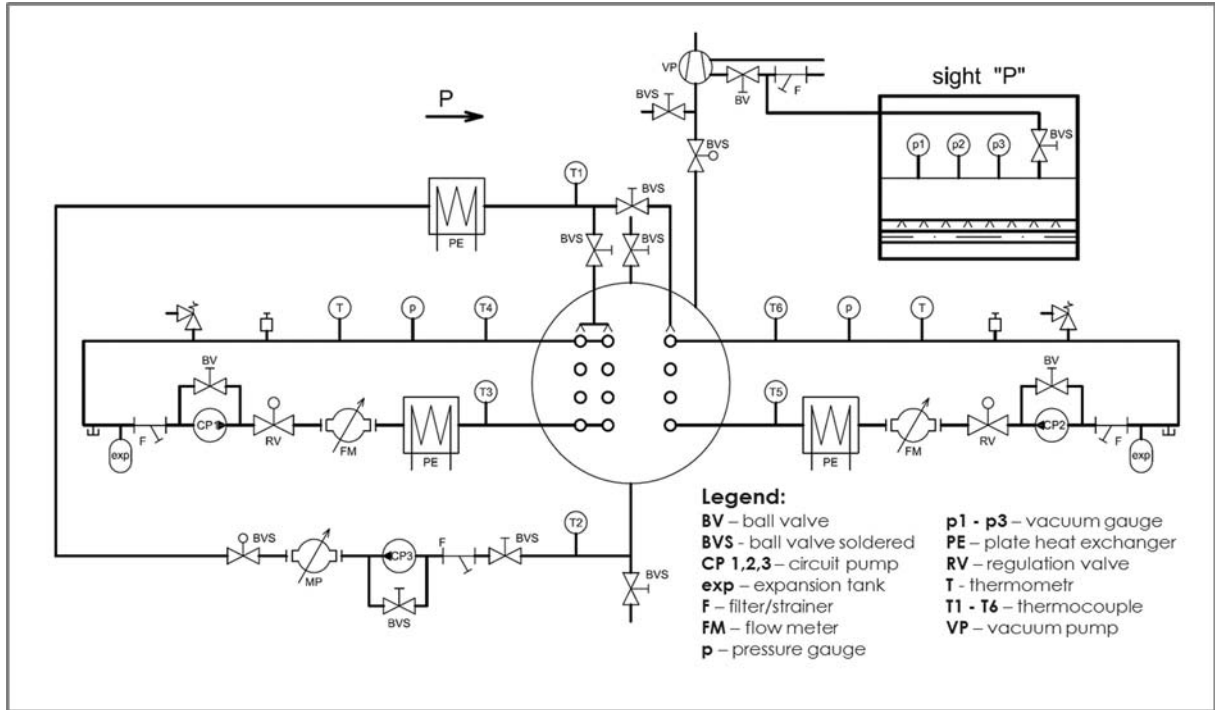 VP
BV
F
BVS
sight "P"
P
BVS
p1
p2
p3
BVS
T1
BVS
PE
BVS
BVS
T
p
T4
T6
p
T
BV
BV
T3
T5
F
CP1
RV
FM
PE
PE
FM
RV
CP2
F
exp
exp
T2
BVS
MP
CP3
F
BVS
BVS
BVS
Legend:
BV – ball valve
BVS - ball valve soldered
CP 1,2,3 – circuit pump
exp – expansion tank
F – filter/strainer
FM – flow meter
p – pressure gauge
p1 - p3 – vacuum gauge
PE – plate heat exchanger
RV – regulation valve
T - thermometr
T1 - T6 – thermocouple
VP – vacuum pump